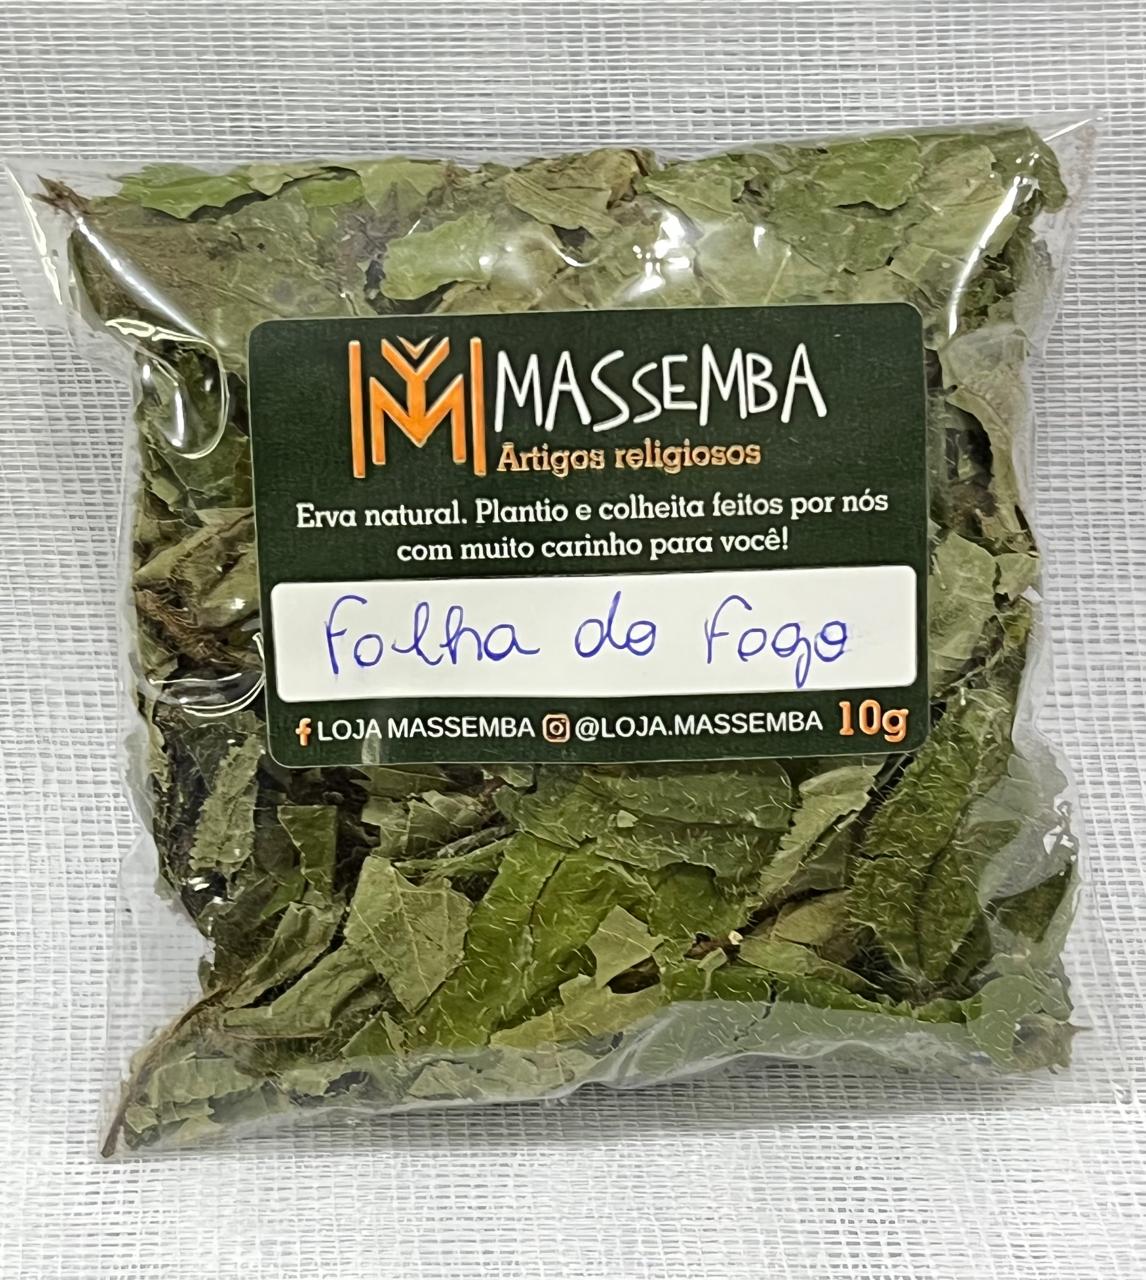 MASSEMBA
Artigos religiosos
Erva natural. Plantio e colheita feitos por nós
com muito carinho para você!
Folha do Fogo
LOJA MASSEMBA @LOJA.MASSEMBA 10g